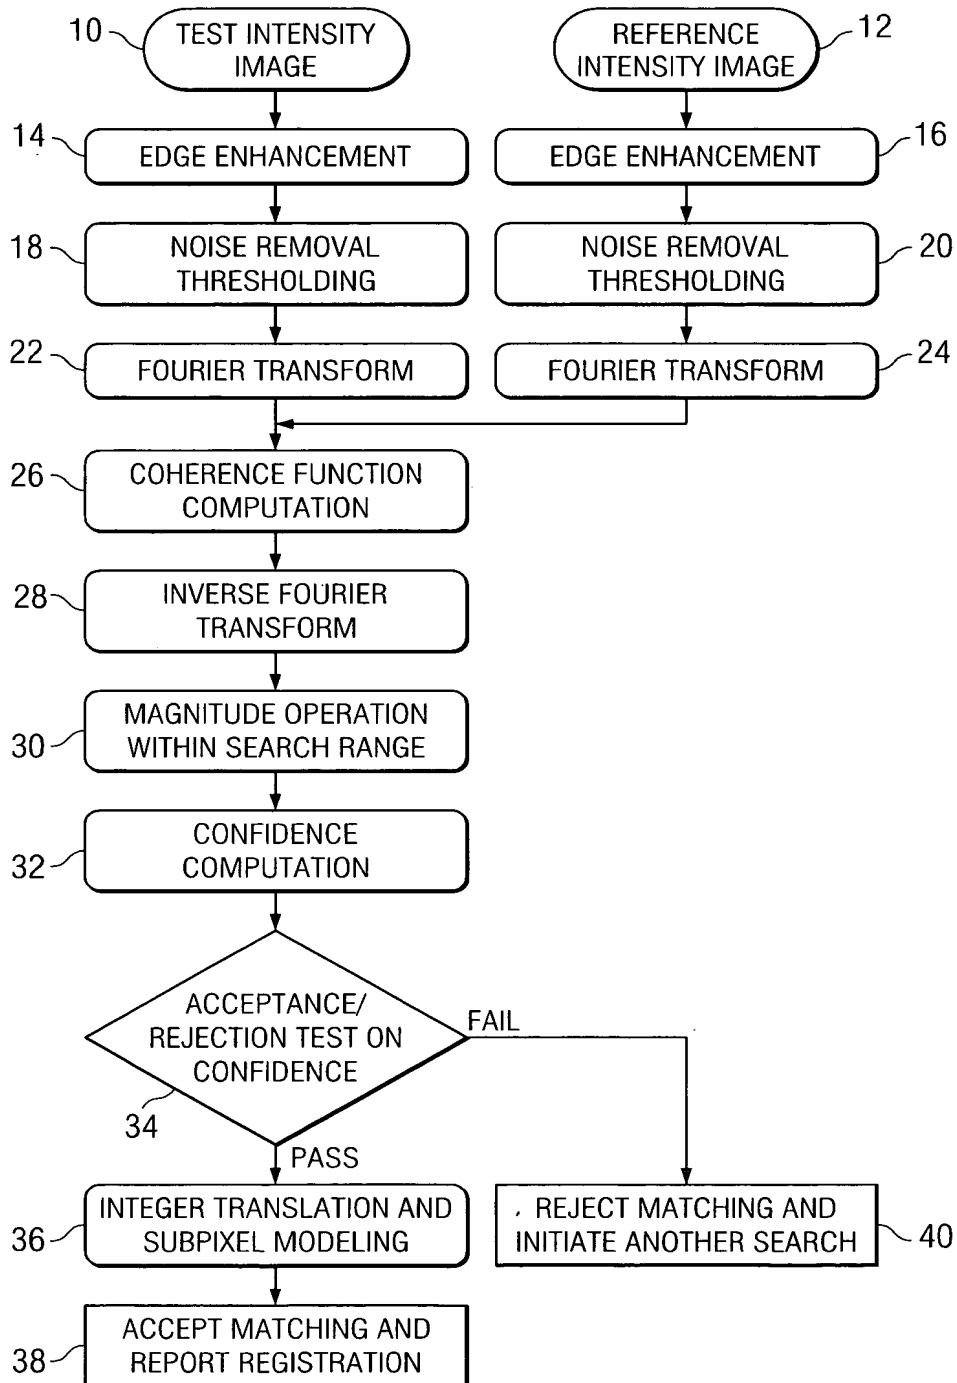 10
TEST INTENSITY
IMAGE
REFERENCE
INTENSITY IMAGE
12
14
EDGE ENHANCEMENT
EDGE ENHANCEMENT
16
18
NOISE REMOVAL
THRESHOLDING
NOISE REMOVAL
THRESHOLDING
20
22
FOURIER TRANSFORM
FOURIER TRANSFORM
24
26
COHERENCE FUNCTION
COMPUTATION
28
INVERSE FOURIER
TRANSFORM
30
MAGNITUDE OPERATION
WITHIN SEARCH RANGE
32
CONFIDENCE
COMPUTATION
ACCEPTANCE/
REJECTION TEST ON
CONFIDENCE
34
FAIL
PASS
36
INTEGER TRANSLATION AND
SUBPIXEL MODELING
REJECT MATCHING AND
INITIATE ANOTHER SEARCH
40
38
ACCEPT MATCHING AND
REPORT REGISTRATION